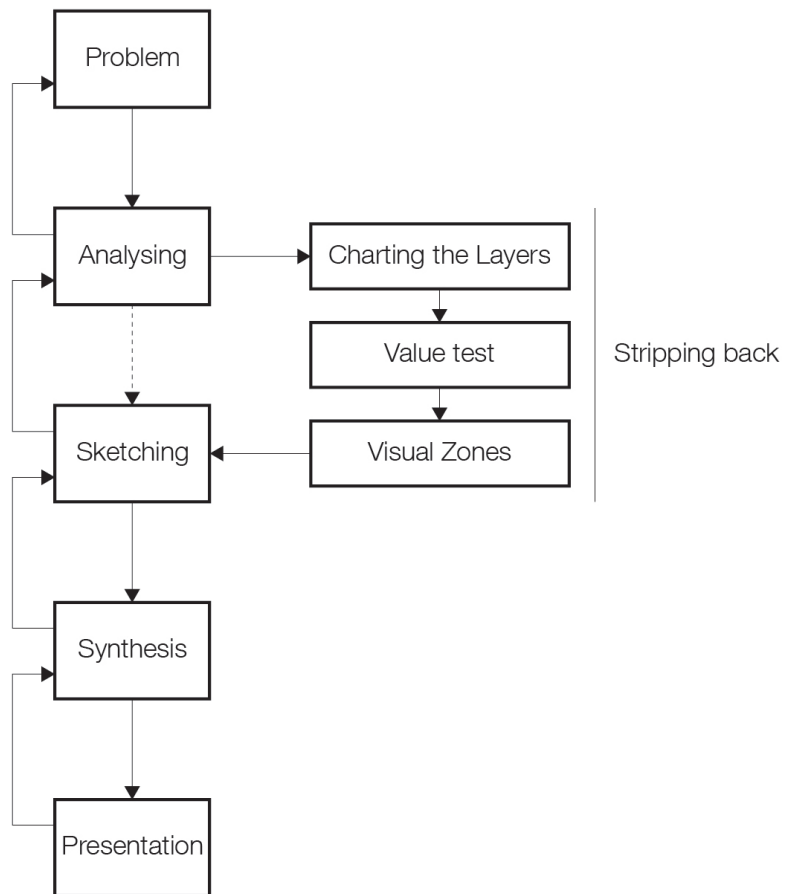 Problem
Analysing
Charting the Layers
Value test
Stripping back
Sketching
Visual Zones
Synthesis
Presentation